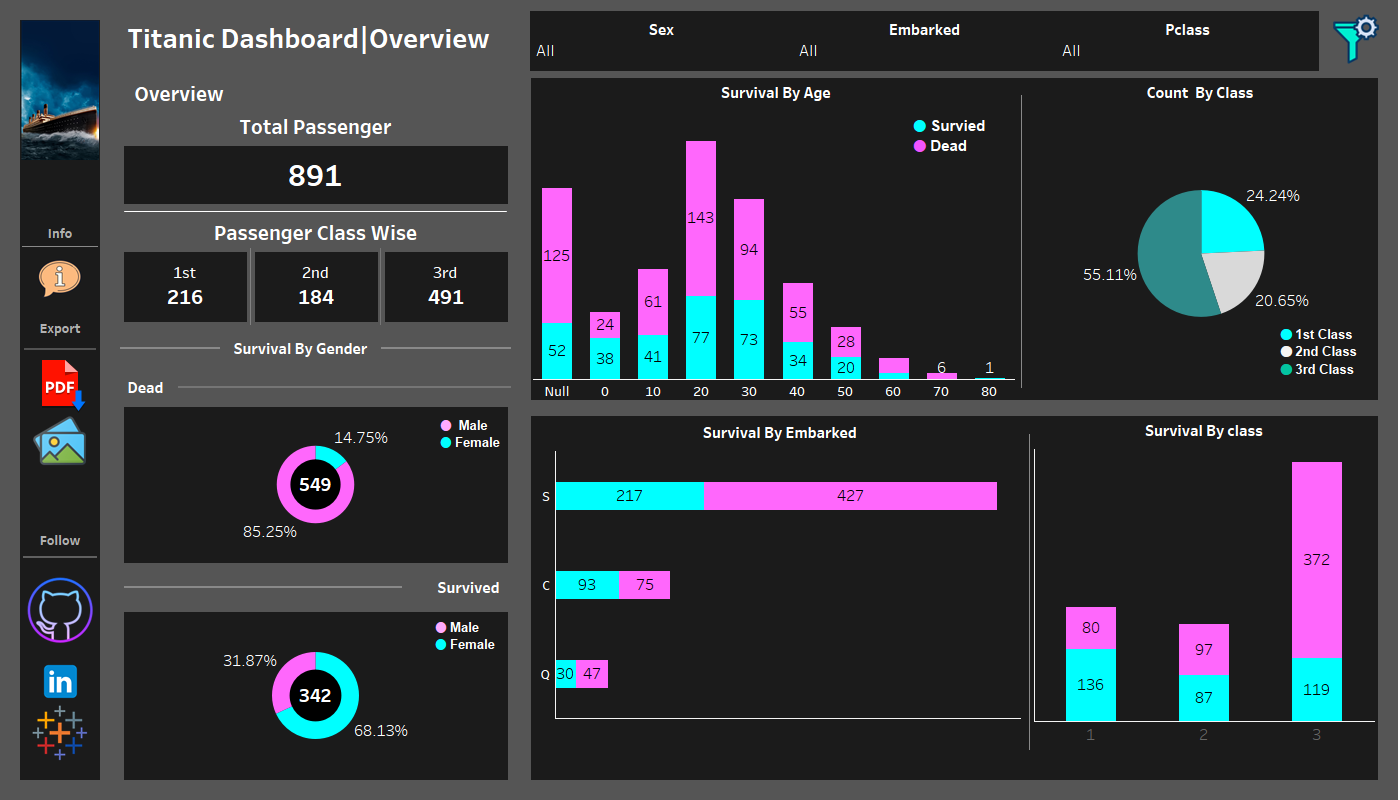 Titanic Dashboard|Overview
Sex
Embarked
Pclass
All
All
All
Info
Export
PDF
Follow
in
Overview
Total Passenger
891
Passenger Class Wise
1st
2nd
3rd
216
184
491
Survival By Gender
Dead
Male
Female
14.75%
549
85.25%
Survived
Male
Female
31.87%
342
68.13%
Survival By Age
Survied
Dead
125
52
24
38
61
41
143
77
94
73
55
34
28
20
6
1
Null
0
10
20
30
40
50
60
70
80
Count By Class
24.24%
55.11%
20.65%
1st Class
2nd Class
3rd Class
Survival By Embarked
S
217
427
C
93
75
Q
30
47
Survival By class
80
136
97
87
372
119
1
2
3